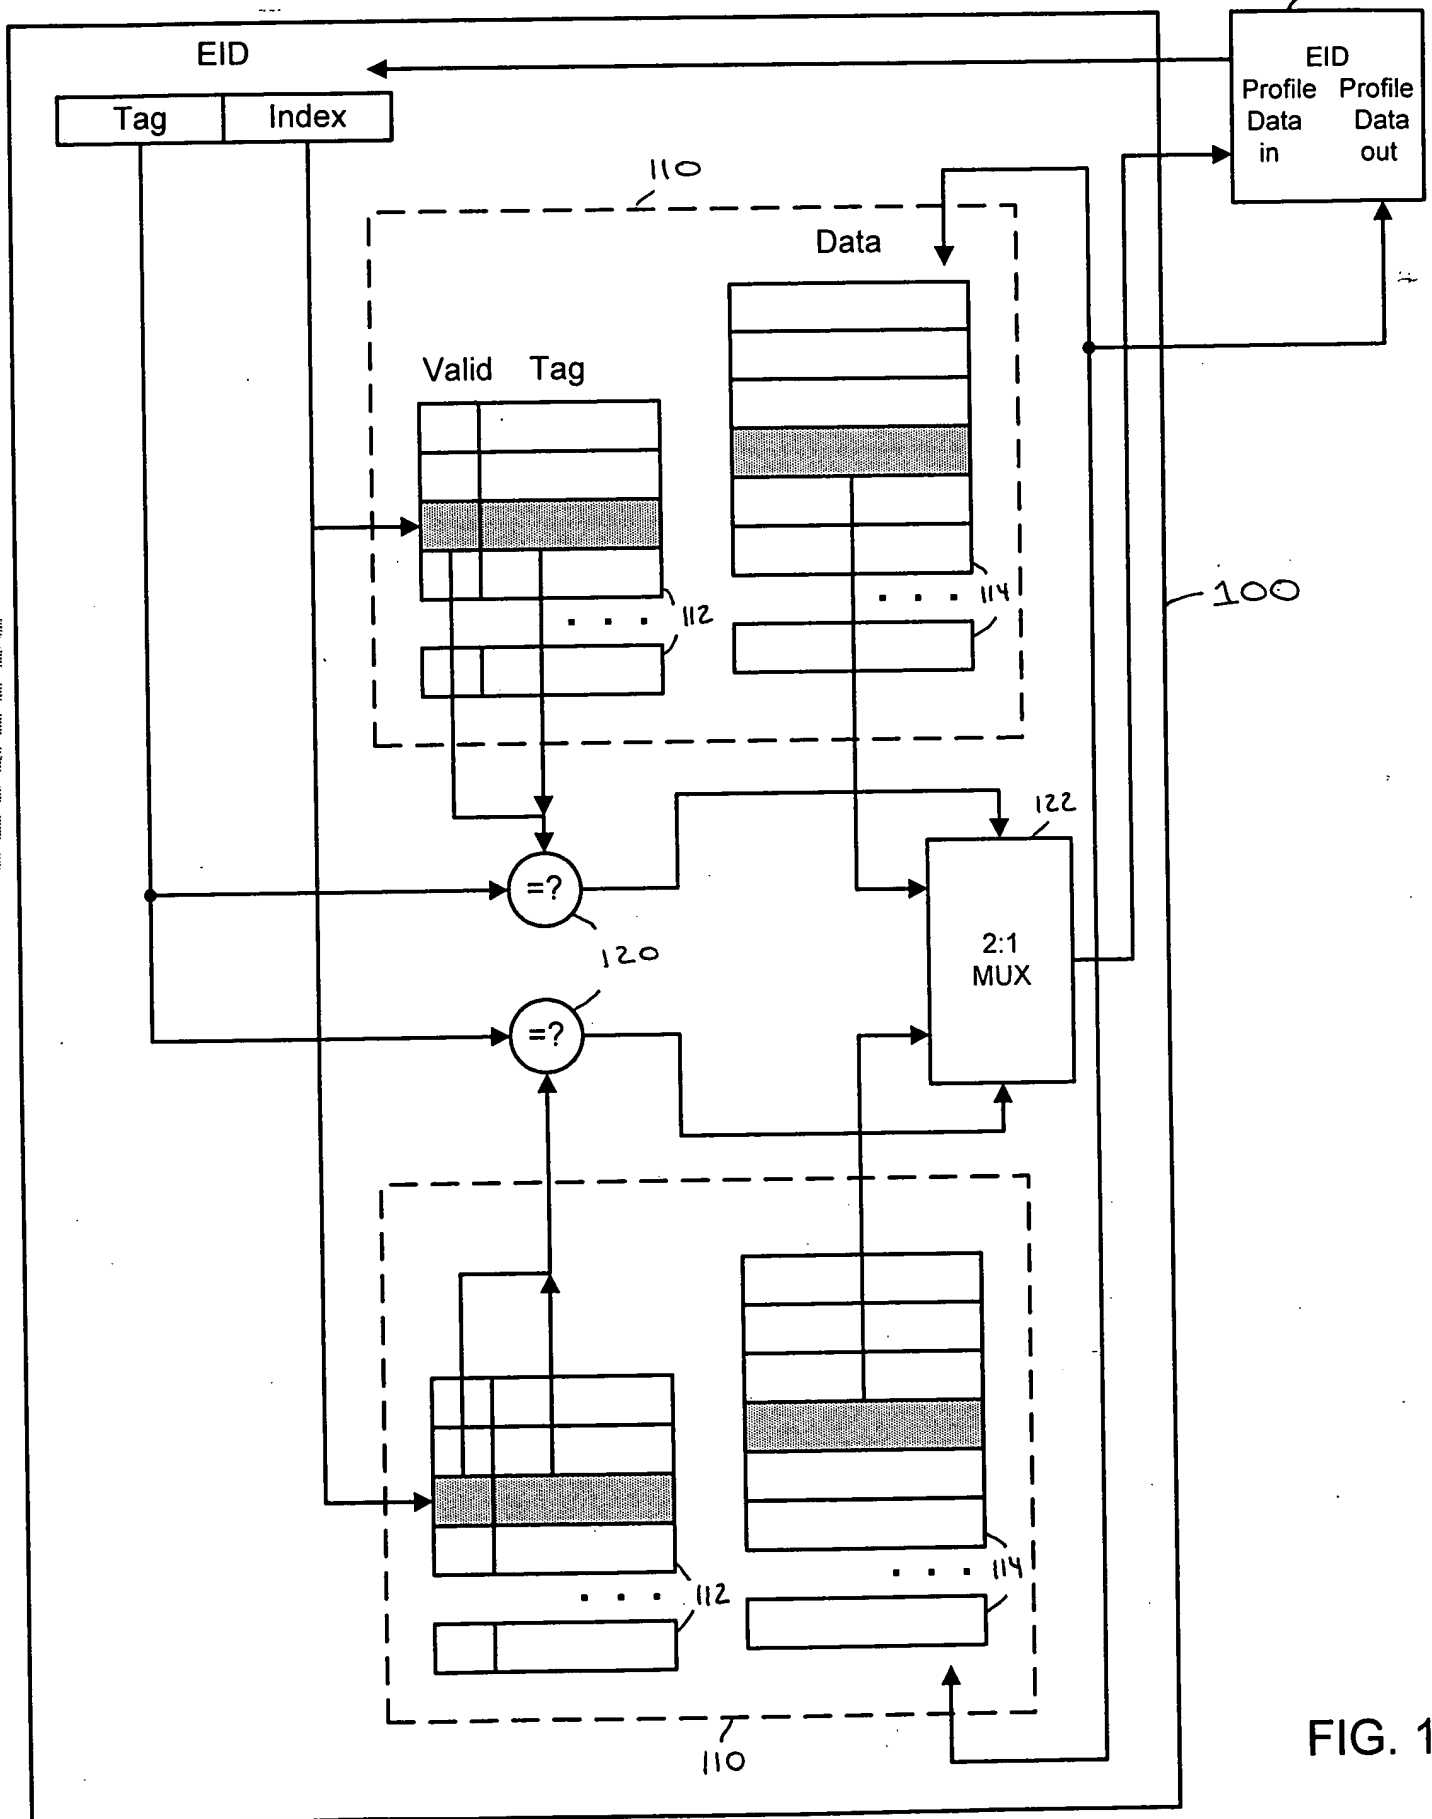 EID
Tag Index
EID
Profile Profile
Data Data
in out
110
Data
Valid Tag
114
112
100
122
=?
120
2:1
MUX
=?
114
112
110
FIG. 1